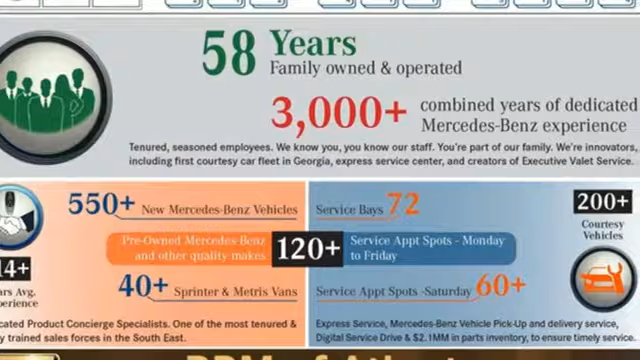 58 Years
Family owned & operated
3,000+ combined years of dedicated
Mercedes-Benz experience
Tenured, seasoned employees. We know you, you know our staff. You're part of our family. We're innovators,
including first courtesy car fleet in Georgia, express service center, and creators of Executive Valet Service.
550+ New Mercedes-Benz Vehicles
Pre-Owned Mercedes-Benz
and other quality makes
40+ Sprinter & Metris Vans
120+
Service Bays 72
Service Appt Spots - Monday
to Friday
Service Appt Spots -Saturday 60+
200+
Courtesy
Vehicles
14+
ars Avg.
perience
cated Product Concierge Specialists. One of the most tenured &
y trained sales forces in the South East.
Express Service, Mercedes-Benz Vehicle Pick-Up and delivery service,
Digital Service Drive & $2.1MM in parts inventory, to ensure timely service.